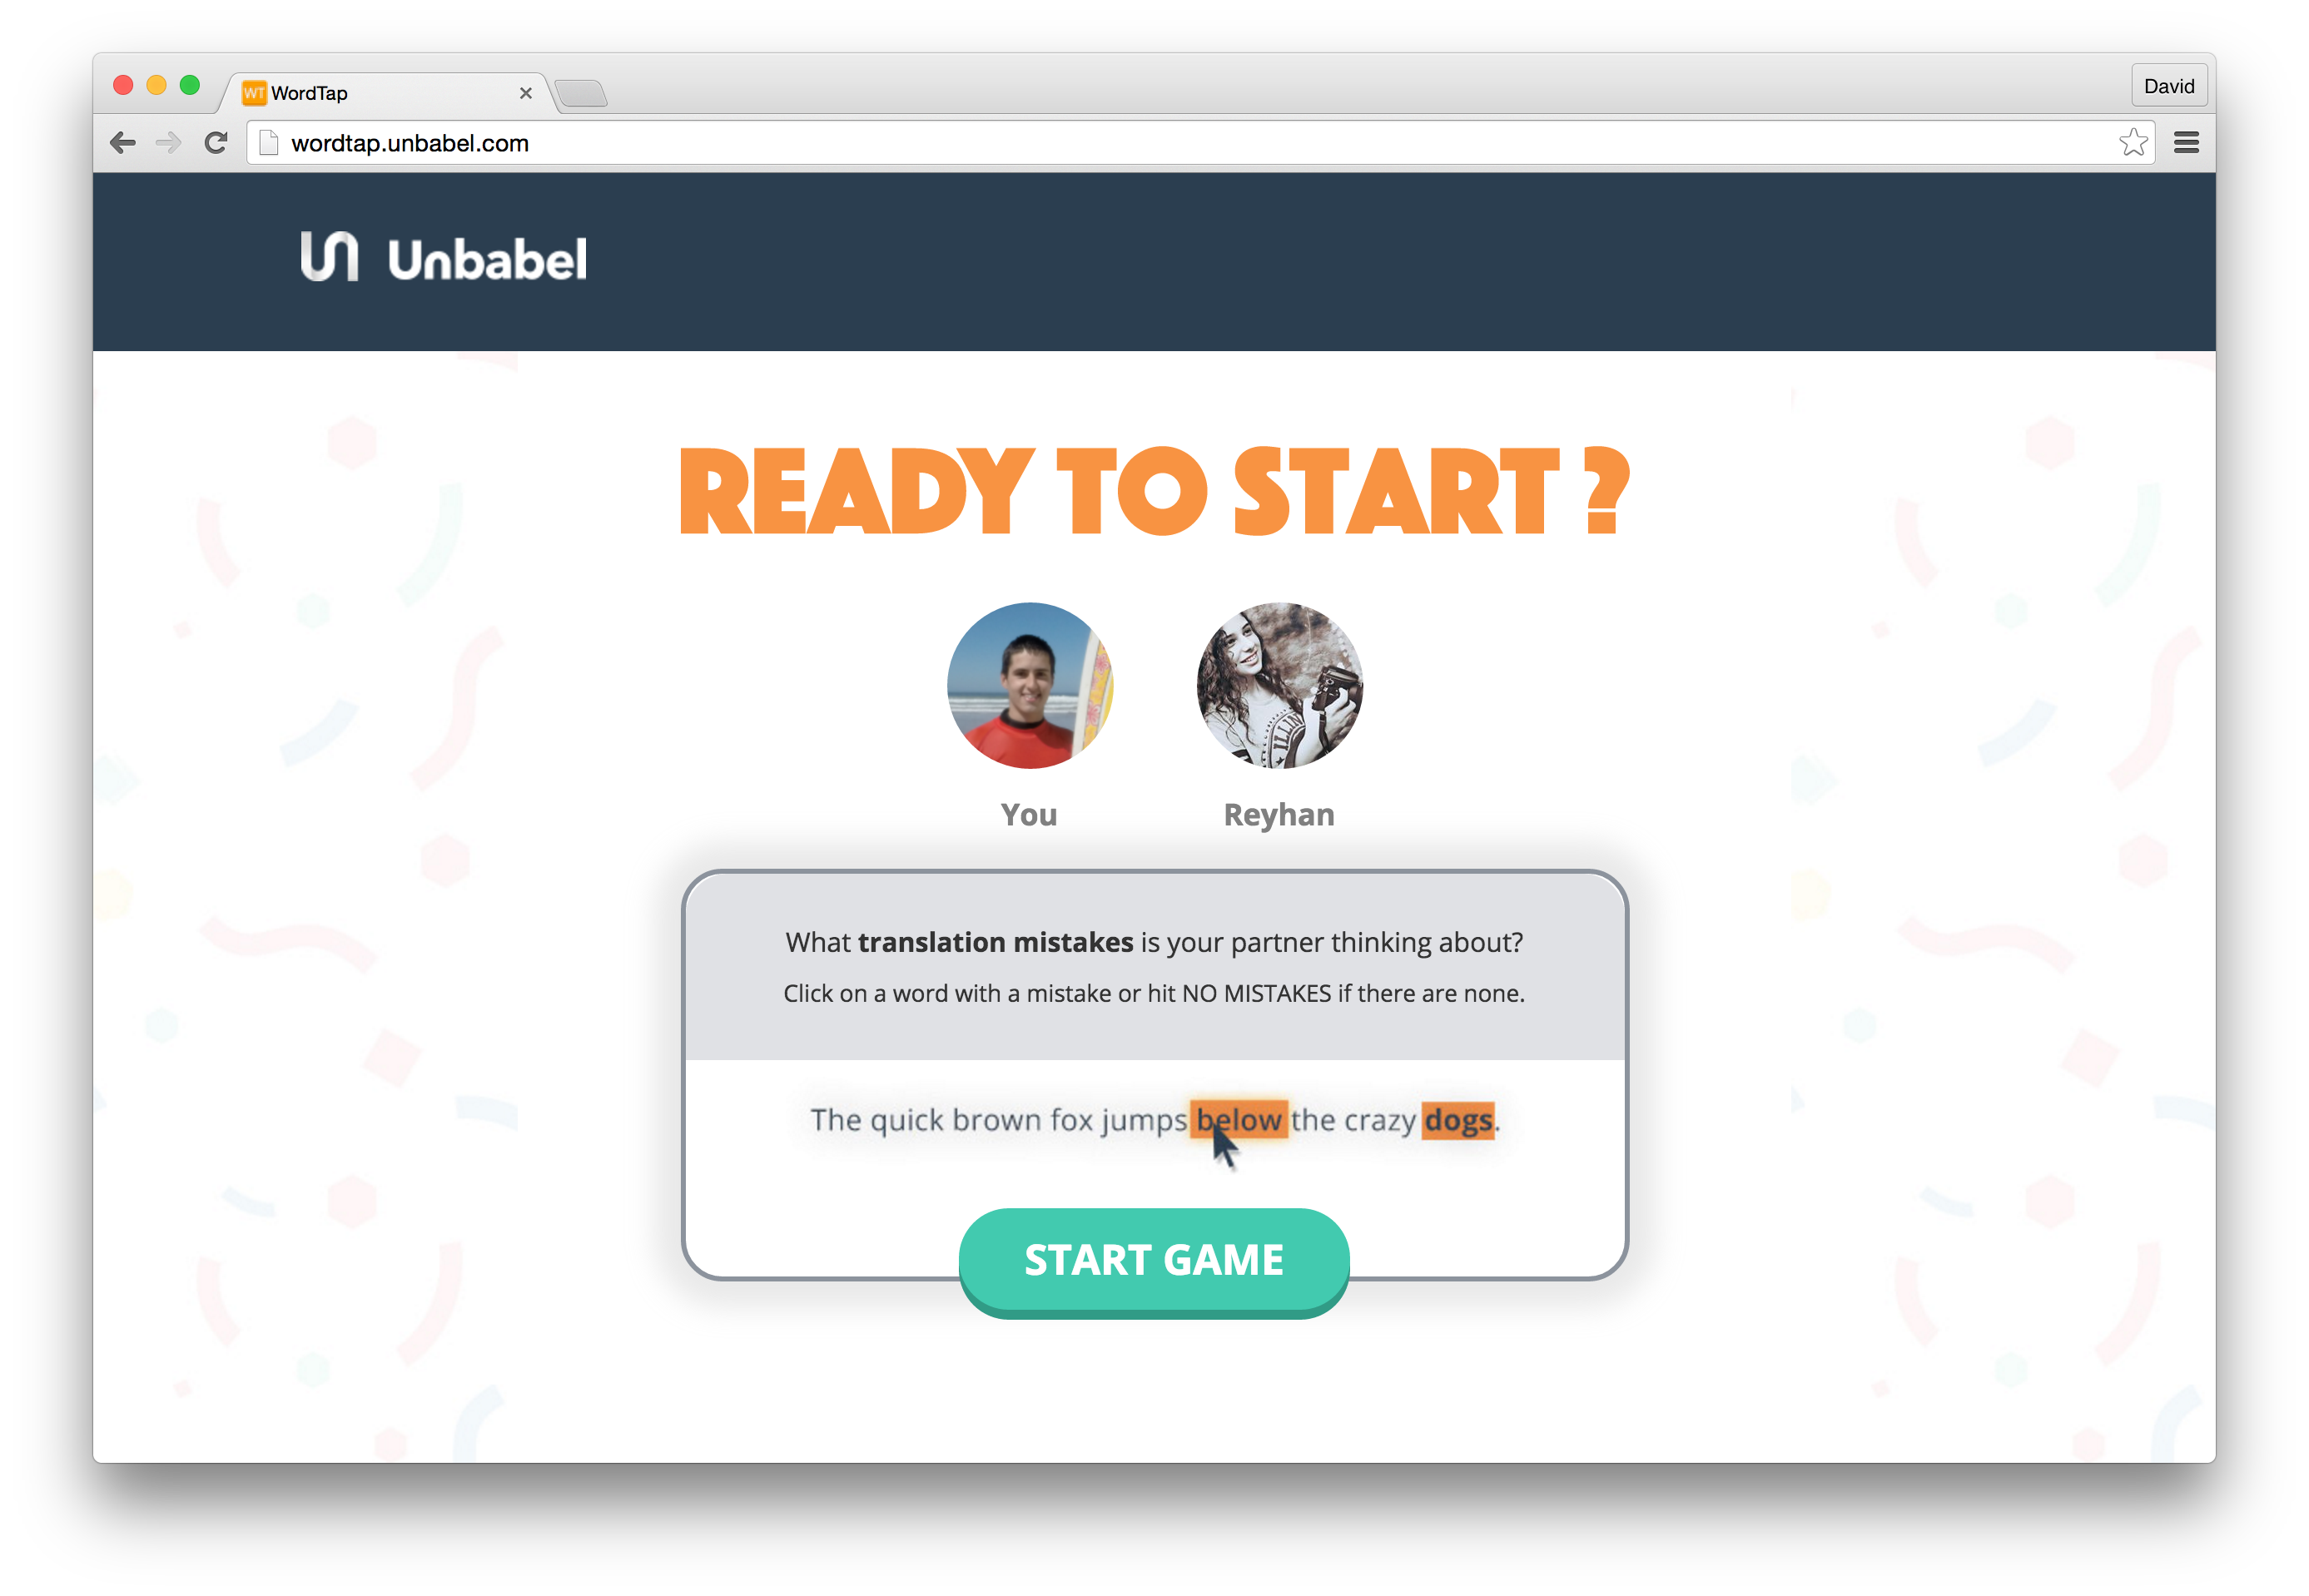 WT WordTap
David
wordtap.unbabel.com
Unbabel
READY TO START ?
ILLIN
You Reyhan
What translation mistakes is your partner thinking about?
Click on a word with a mistake or hit NO MISTAKES if there are none.
The quick brown fox jumps below the crazy dogs.
START GAME